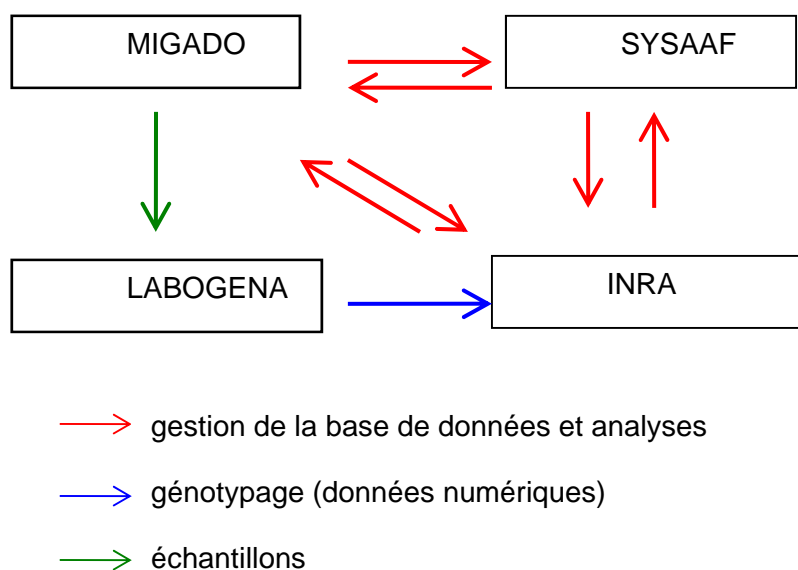 MIGADO
SYSAAF
LABOGENA
INRA
gestion de la base de données et analyses
génotypage (données numériques)
échantillons